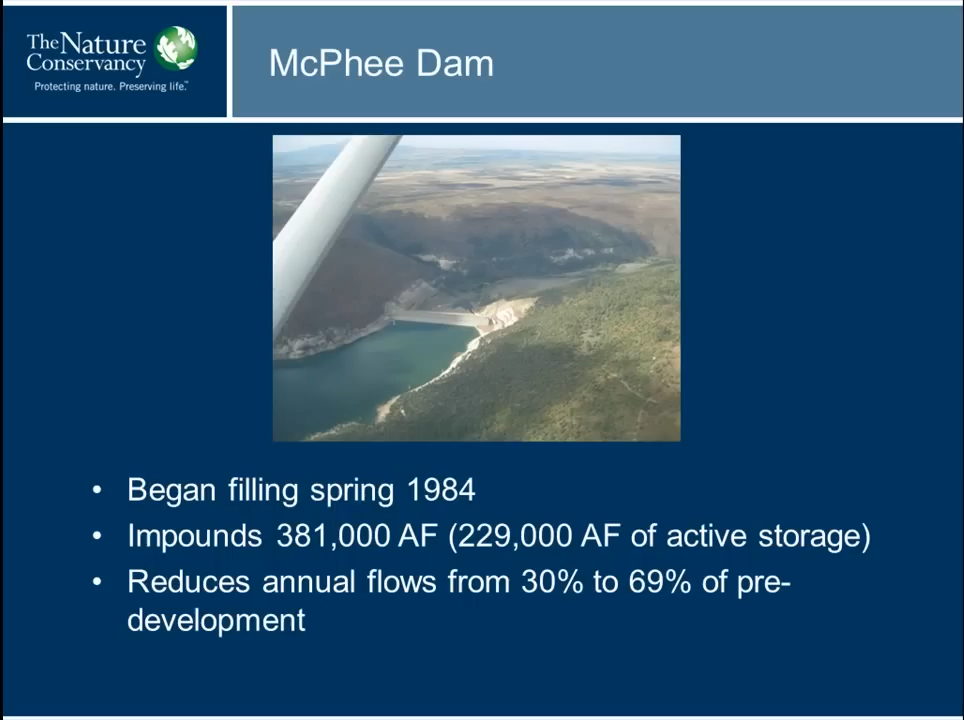 The Nature
Conservancy
Protecting nature. Preserving life.™
McPhee Dam
• Began filling spring 1984
• Impounds 381,000 AF (229,000 AF of active storage)
• Reduces annual flows from 30% to 69% of pre-
development